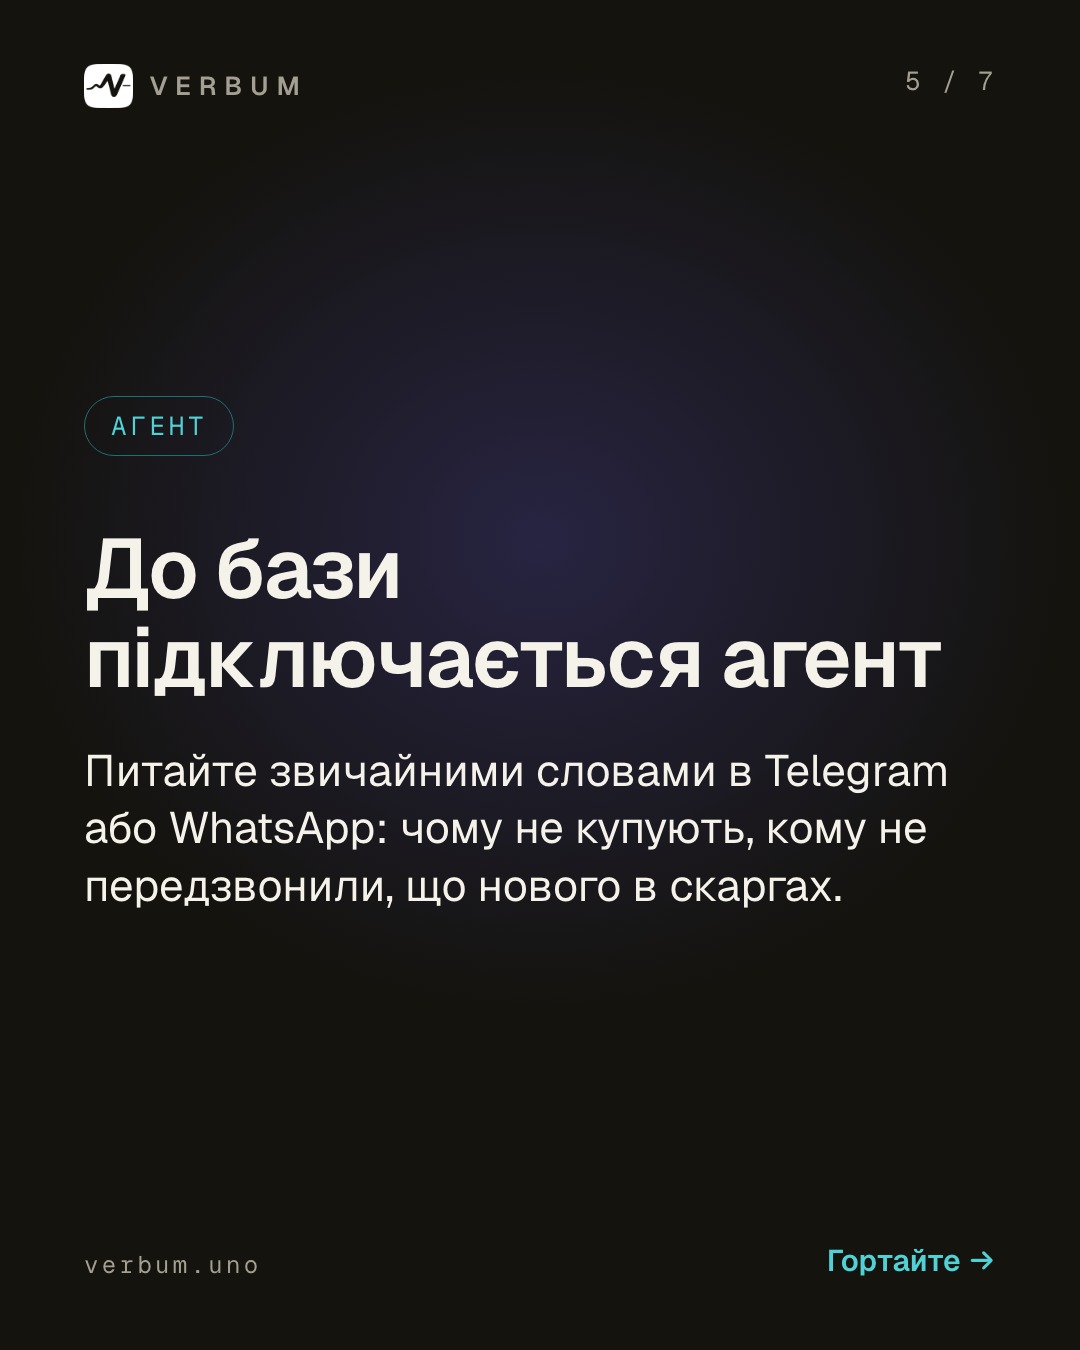 VERBUM
5 / 7
АГЕНТ
До бази
підключається агент
Питайте звичайними словами в Telegram
або WhatsApp: чому не купують, кому не
передзвонили, що нового в скаргах.
verbum.uno
Гортайте →